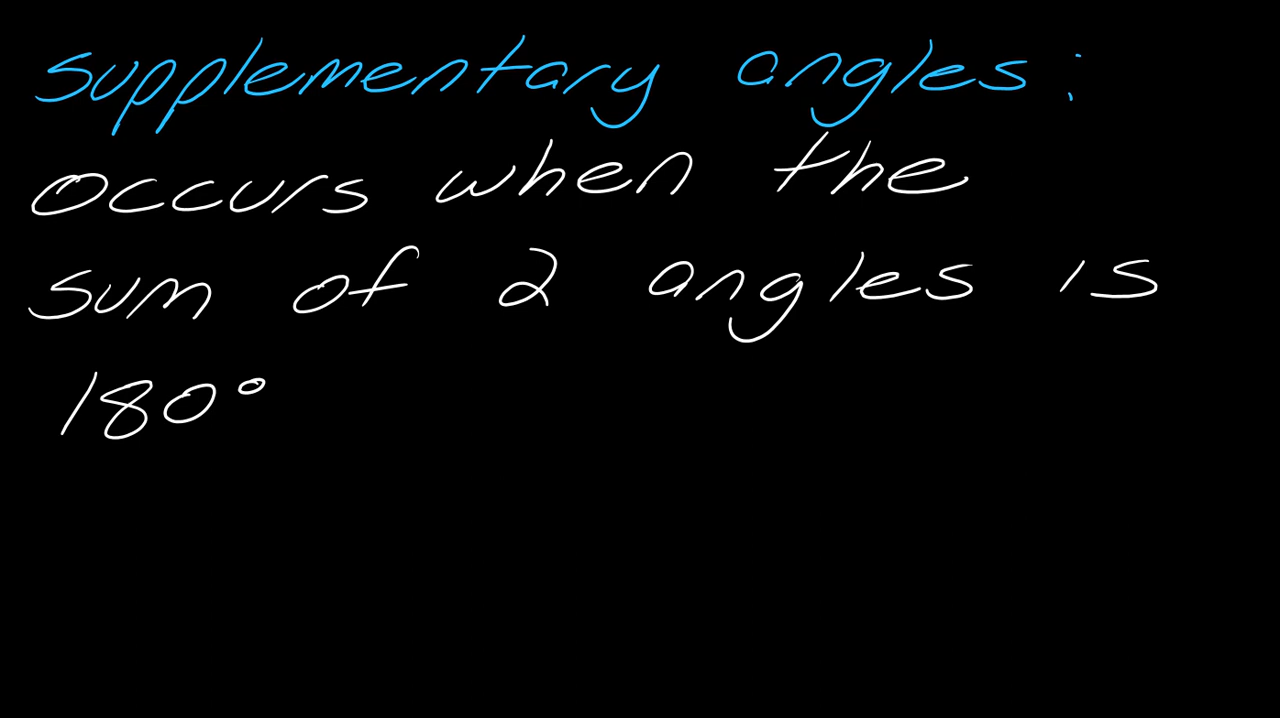 supplementary angles:
occurs when the
sum of 2 angles is
180°